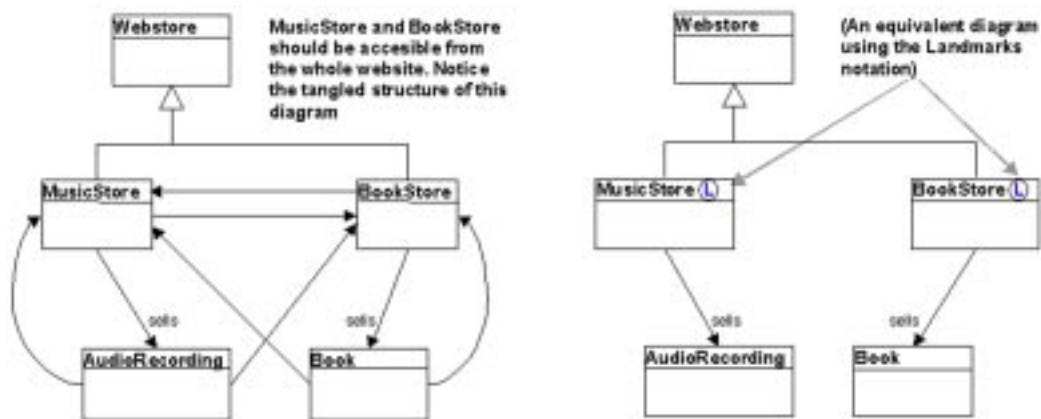 Webstore
MusicStore and BookStore
should be accesible from
the whole website. Notice
the tangled structure of this
diagram
MusicStore
BookStore
sells
sells
AudioRecording
Book
Webstore
(An equivalent diagram
using the Landmarks
notation)
MusicStore L
BookStore L
sells
sells
AudioRecording
Book